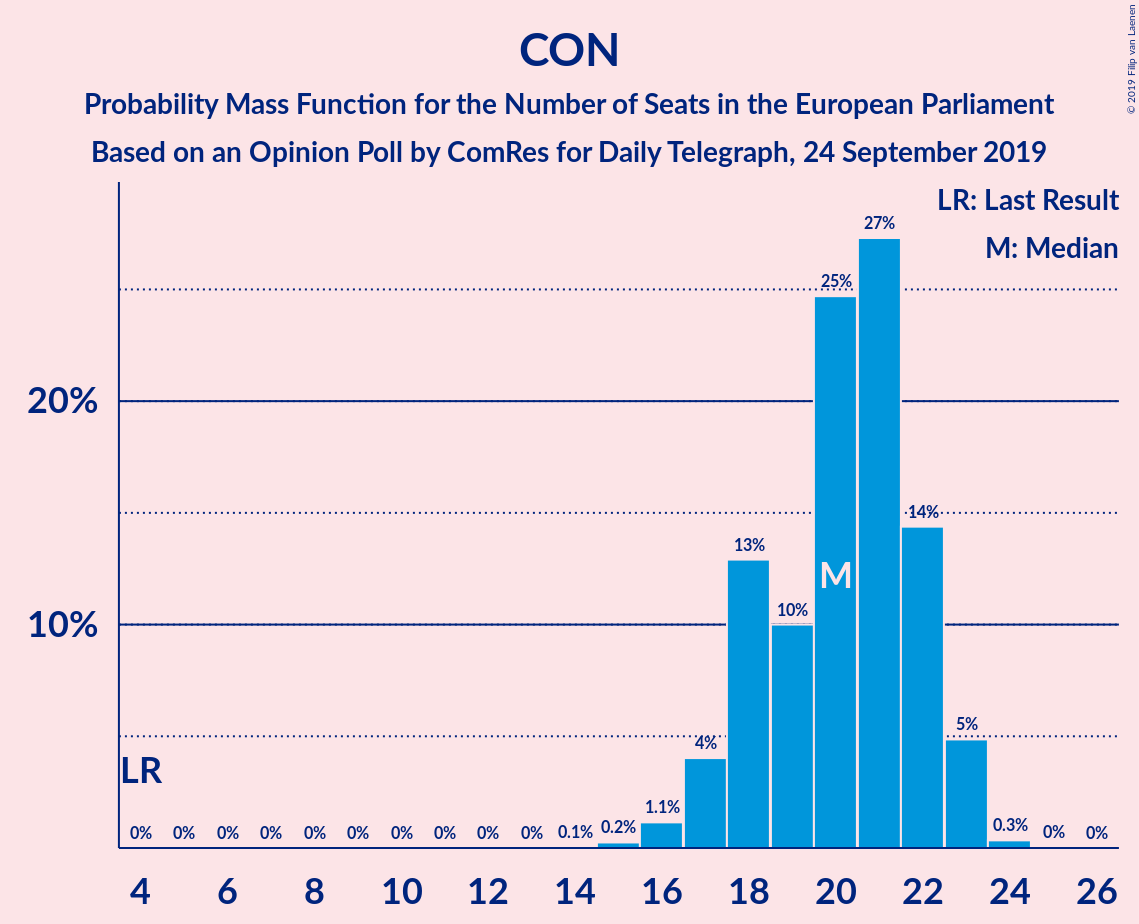 © 2019 Filip van Laenen
CON
Probability Mass Function for the Number of Seats in the European Parliament
Based on an Opinion Poll by ComRes for Daily Telegraph, 24 September 2019
LR: Last Result
M: Median
27%
25%
20%
14%
13%
M
10%
10%
5%
4%
LR
1.1%
0% 0% 0% 0% 0% 0% 0% 0% 0% 0% 0.1% 0.2% 0.3% 0% 0%
4 6 8 10 12 14 16 18 20 22 24 26